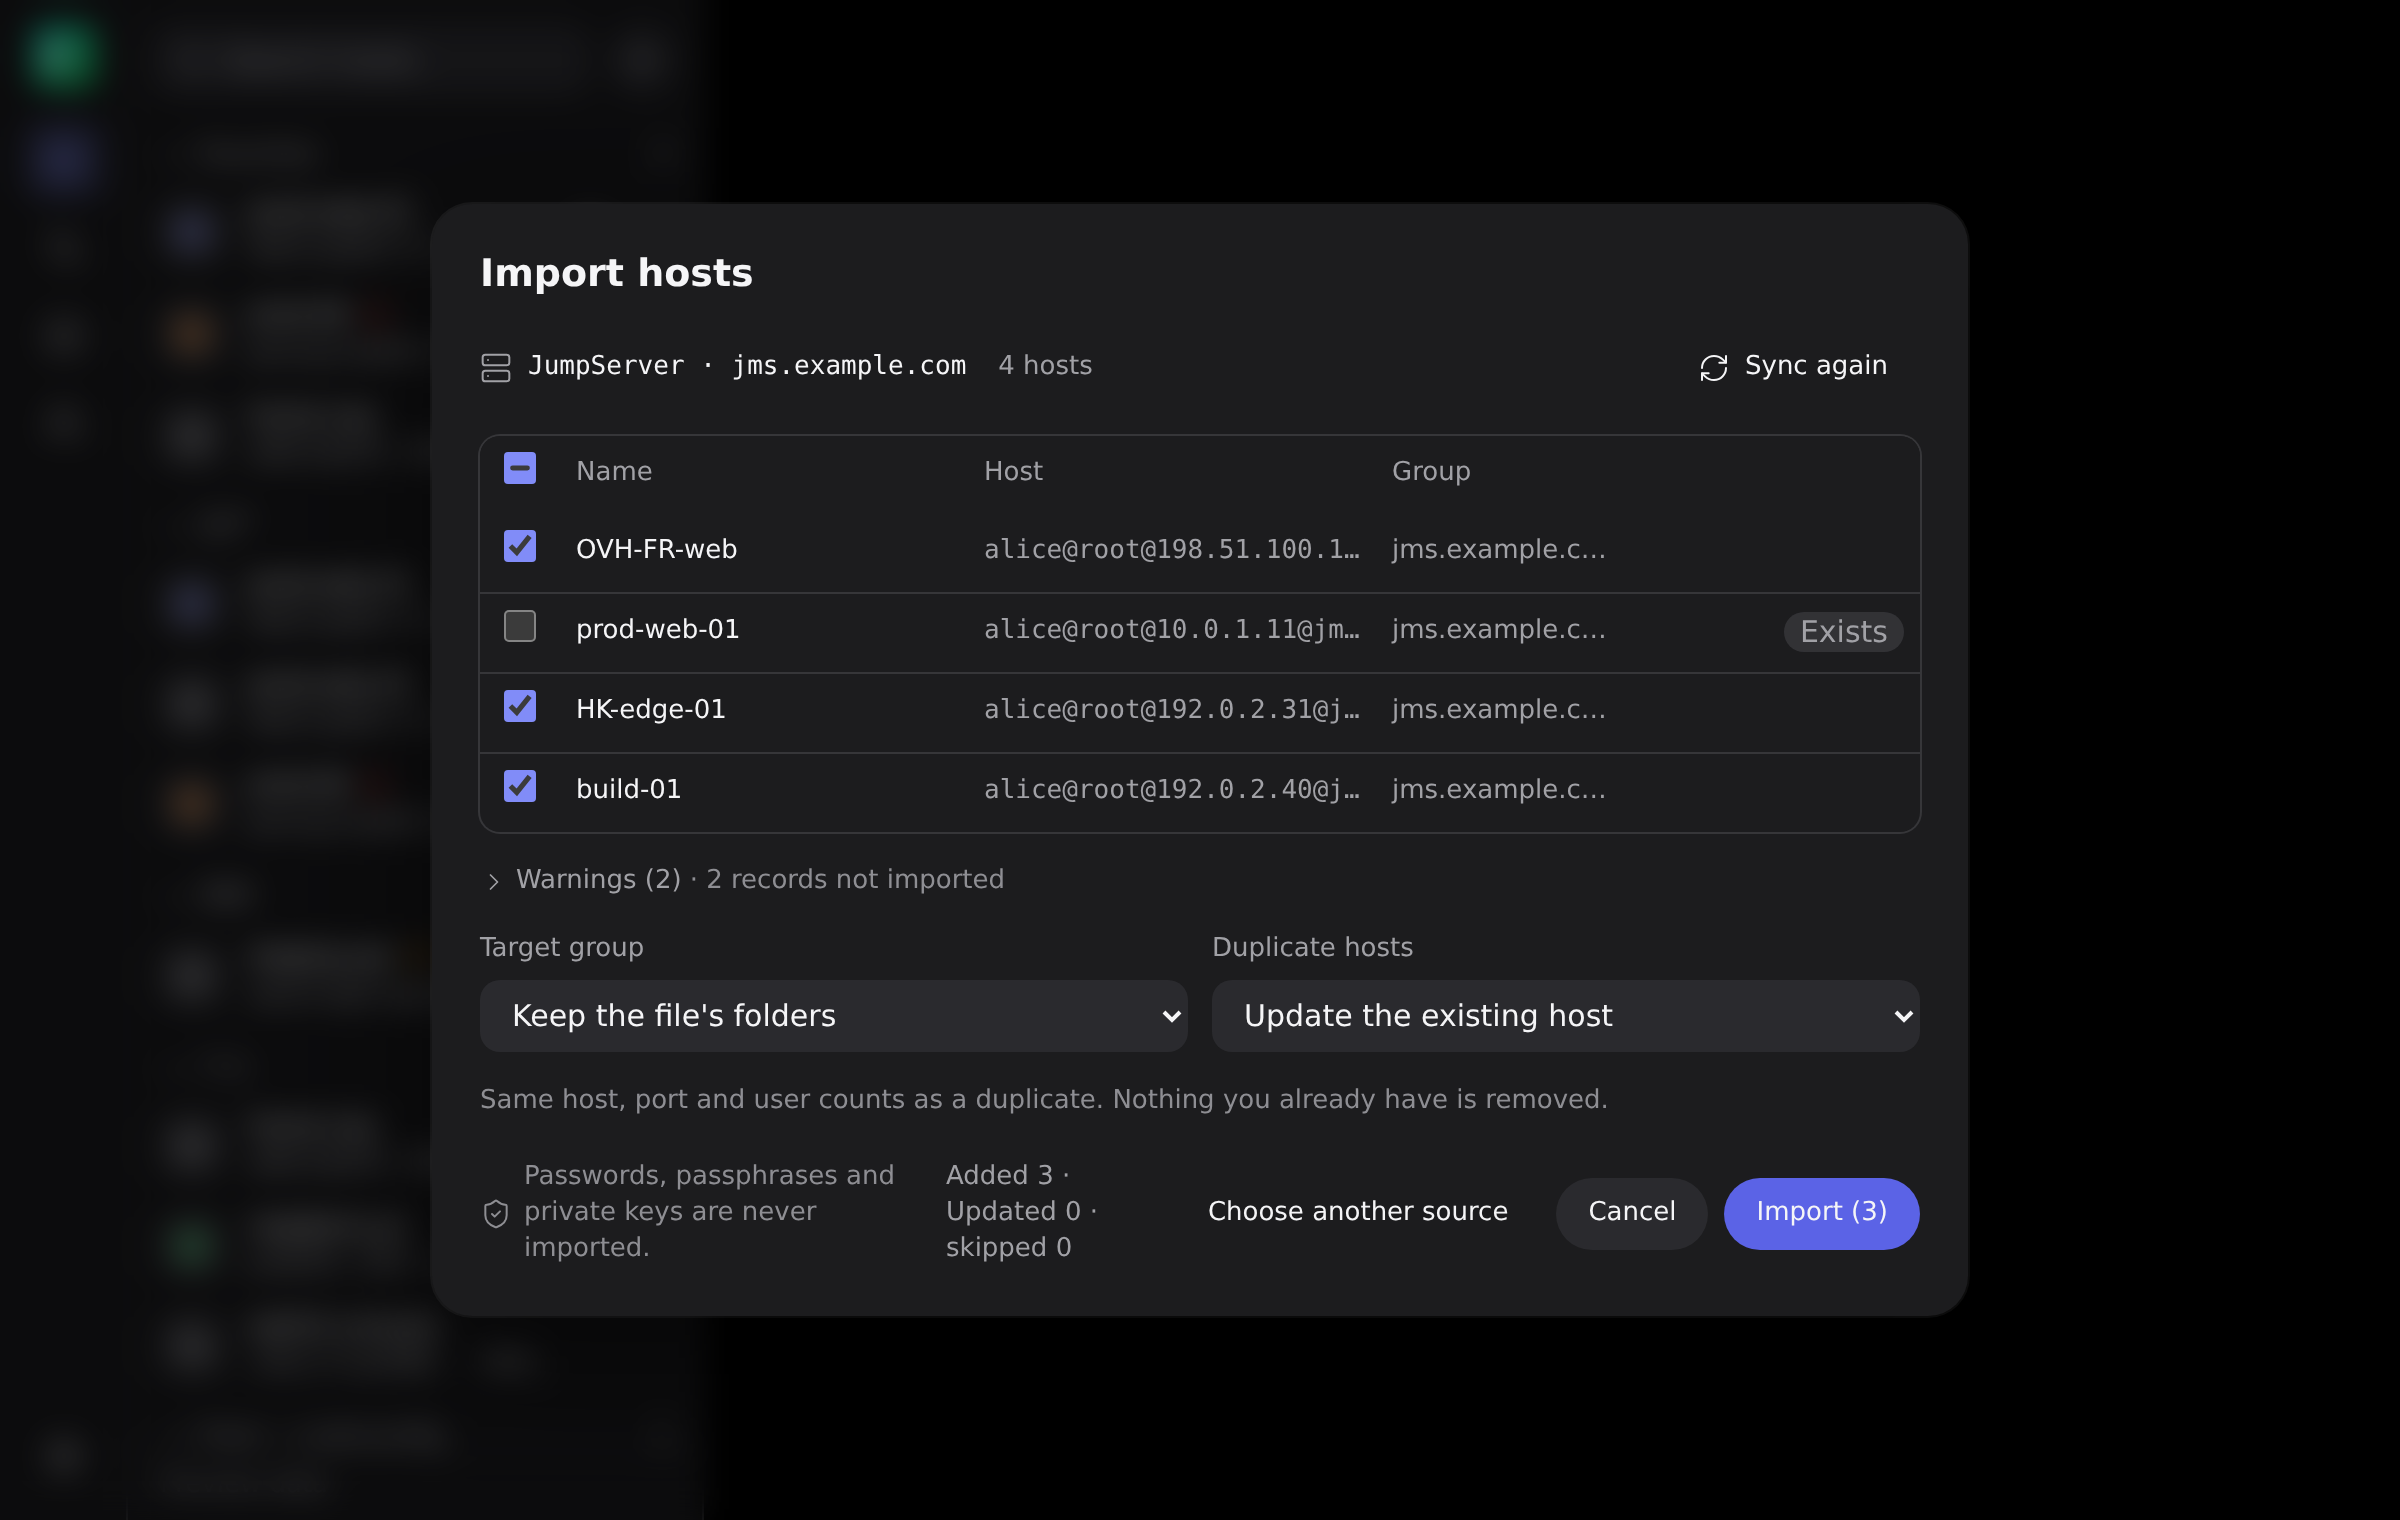 Import hosts
JumpServer · jms.example.com 4 hosts
Sync again
Name Host Group
OVH-FR-web alice@root@198.51.100.1… jms.example.c…
prod-web-01 alice@root@10.0.1.11@jm… jms.example.c… Exists
HK-edge-01 alice@root@192.0.2.31@j… jms.example.c…
build-01 alice@root@192.0.2.40@j… jms.example.c…
Warnings (2) · 2 records not imported
Target group
Duplicate hosts
Keep the file's folders
Update the existing host
Same host, port and user counts as a duplicate. Nothing you already have is removed.
Passwords, passphrases and
private keys are never
imported.
Added 3 ·
Updated 0 ·
skipped 0
Choose another source
Cancel
Import (3)